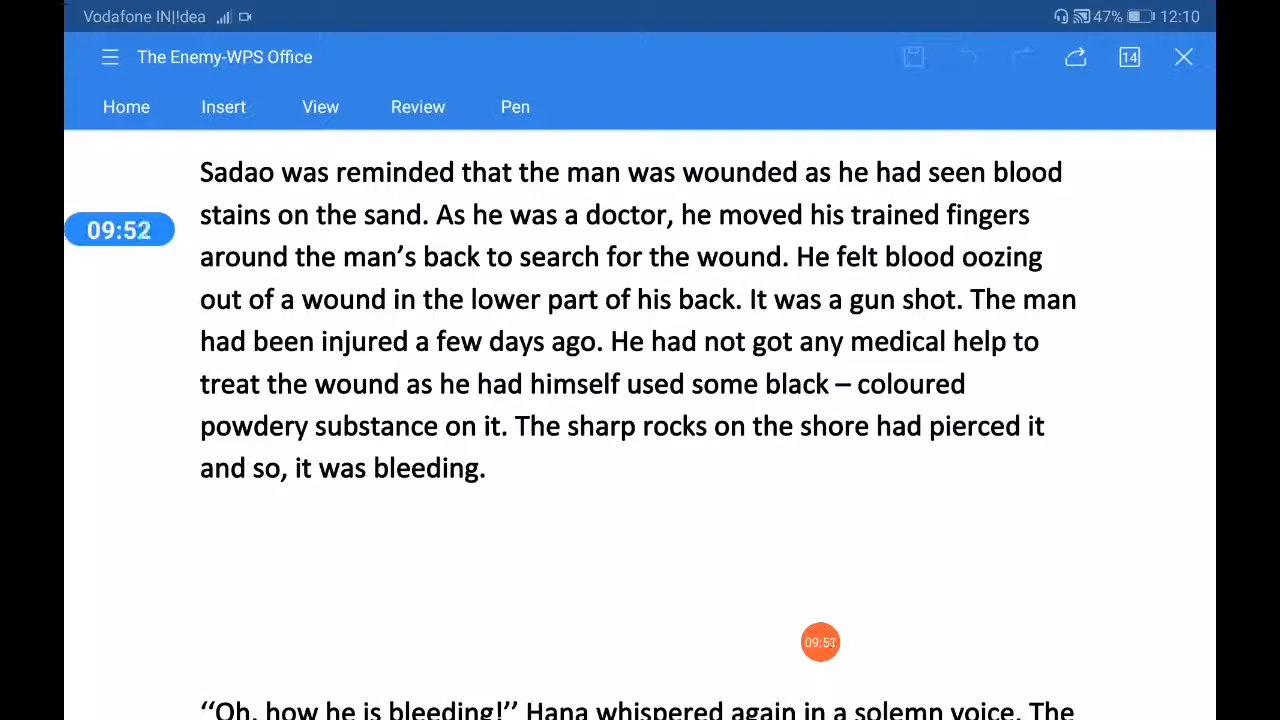 Vodafone IN|!dea 47% 12:10
The Enemy-WPS Office 14
Home Insert View Review Pen
Sadao was reminded that the man was wounded as he had seen blood
stains on the sand. As he was a doctor, he moved his trained fingers
09:52
around the man’s back to search for the wound. He felt blood oozing
out of a wound in the lower part of his back. It was a gun shot. The man
had been injured a few days ago. He had not got any medical help to
treat the wound as he had himself used some black – coloured
powdery substance on it. The sharp rocks on the shore had pierced it
and so, it was bleeding.
‘‘Oh, how he is bleeding!’’ Hana whispered again in a solemn voice. The